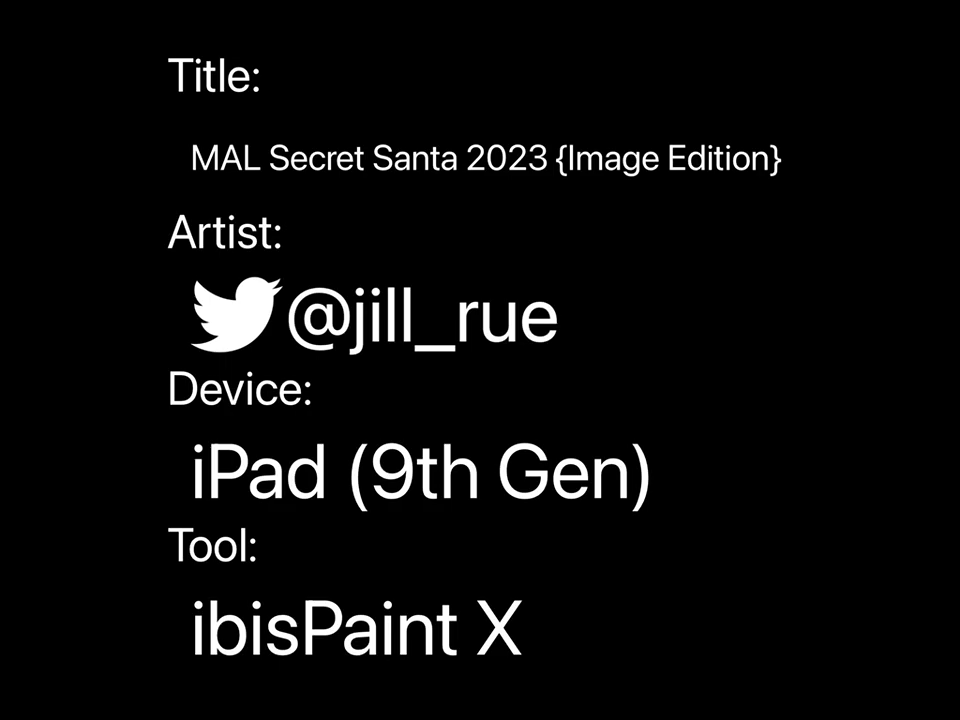 Title:
MAL Secret Santa 2023 {Image Edition}
Artist:
@jill_rue
Device:
iPad (9th Gen)
Tool:
ibisPaint X